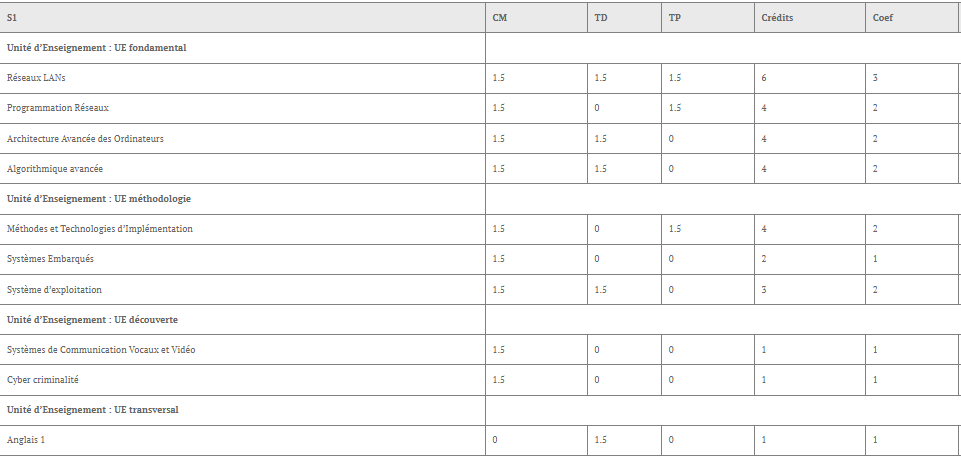 S1 CM TD TP Crédits Coef
Unité d'Enseignement : UE fondamental
Réseaux LANs 1.5 1.5 1.5 6 3
Programmation Réseaux 1.5 0 1.5 4 2
Architecture Avancée des Ordinateurs 1.5 1.5 0 4 2
Algorithmique avancée 1.5 1.5 0 4 2
Unité d'Enseignement : UE méthodologie
Méthodes et Technologies d'Implémentation 1.5 0 1.5 4 2
Systèmes Embarqués 1.5 0 0 2 1
Système d'exploitation 1.5 1.5 0 3 2
Unité d'Enseignement : UE découverte
Systèmes de Communication Vocaux et Vidéo 1.5 0 0 1 1
Cyber criminalité 1.5 0 0 1 1
Unité d'Enseignement : UE transversal
Anglais 1 0 1.5 0 1 1